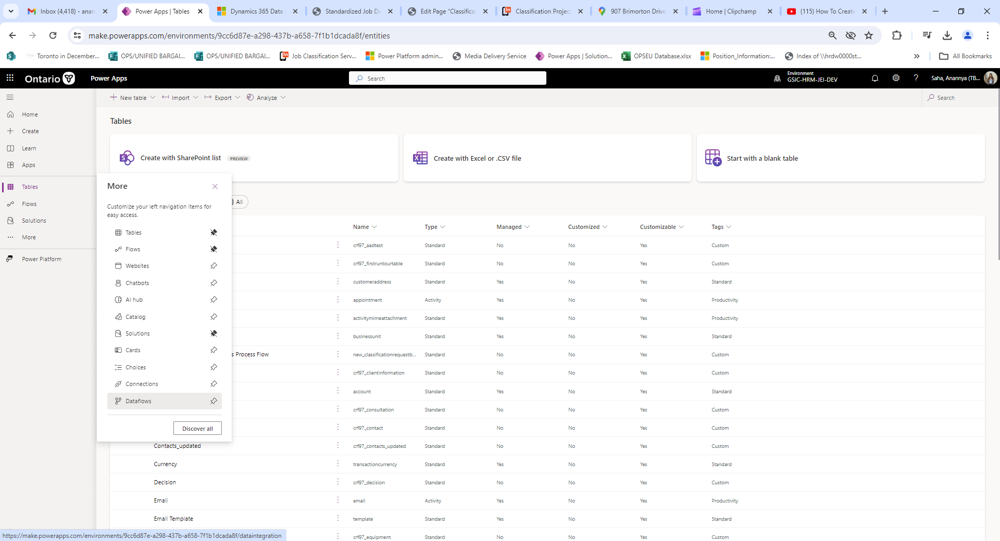 Inbox (4,418) - anan
Power Apps | Tables
Dynamics 365 Data
Standardized Job De
Edit Page "Classifica
Classification Project
907 Brimorton Drive
Home | Clipchamp
(115) How To Create
make.powerapps.com/environments/9cc6d87e-a298-437b-a658-7f1b1dcada8f/entities
Toronto in December...
OPS/UNIFIED BARGAI...
OPS/UNIFIED BARGAI...
Job Classification Serv...
Power Platform admin...
Media Delivery Service
Power Apps | Solution...
OPSEU Database.xlsx
Position_Information:...
Index of \\hrdw0000st...
All Bookmarks
Ontario
Power Apps
Search
Environment
GSIC-HRM-JEI-DEV
Saha, Anannya (TB...
New table
Import
Export
Analyze
Search
Home
Create
Learn
Apps
Tables
Flows
Solutions
More
Power Platform
Tables
Create with SharePoint list PREVIEW
Create with Excel or .CSV file
Start with a blank table
More
Customize your left navigation items for
easy access.
Tables
Flows
Websites
Chatbots
AI hub
Catalog
Solutions
Cards
Choices
Connections
Dataflows
Discover all
All
Name Type Managed Customized Customizable Tags
crf97_aadtest Standard No No Yes Custom
crf97_firstruntourtable Standard No No Yes Custom
customeraddress Standard Yes No Yes Standard
appointment Activity Yes No Yes Productivity
activitymimeattachment Standard Yes No Yes Productivity
businessunit Standard Yes No Yes Standard
s Process Flow new_classificationrequestb... Standard No No Yes Custom
crf97_clientinformation Standard No No Yes Custom
account Standard Yes No Yes Standard
crf97_consultation Standard No No Yes Custom
crf97_contact Standard No No Yes Custom
Contacts_updated crf97_contacts_updated Standard No No Yes Custom
Currency transactioncurrency Standard Yes No Yes Standard
Decision crf97_decision Standard No No Yes Custom
Email email Activity Yes No Yes Productivity
Email Template template Standard Yes No Yes Standard
crf97_equipment Standard No No Yes Custom
https://make.powerapps.com/environments/9cc6d87e-a298-437b-a658-7f1b1dcada8f/dataintegration